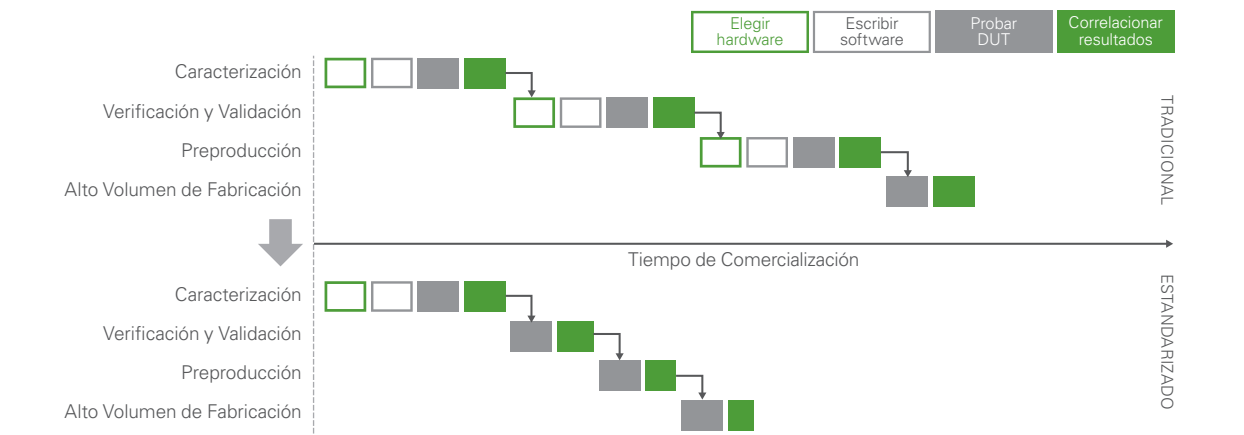 Elegir
hardware
Escribir
software
Probar
DUT
Correlacionar
resultados
Caracterización
Verificación y Validación
Preproducción
Alto Volumen de Fabricación
TRADICIONAL
Tiempo de Comercialización
Caracterización
Verificación y Validación
Preproducción
Alto Volumen de Fabricación
ESTANDARIZADO